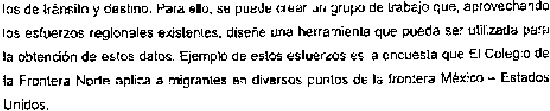 los de tránsito y destino. Para ello, se puede crear un grupo de trabajo que, aprovechando
los esfuerzos regionales existentes, diseñe una herramienta que pueda ser utilizada para
la obtención de estos datos. Ejemplo de estos esfuerzos es la encuesta que El Colegio de
la Frontera Norte aplica a migrantes en diversos puntos de la frontera México – Estados
Unidos.